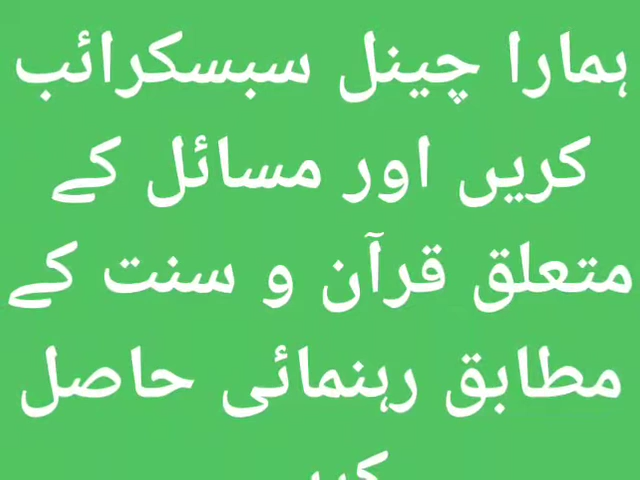 ہمارا چینل سبسکرائب
کریں اور مسائل کے
متعلق قرآن و سنت کے
مطابق رہنمائی حاصل